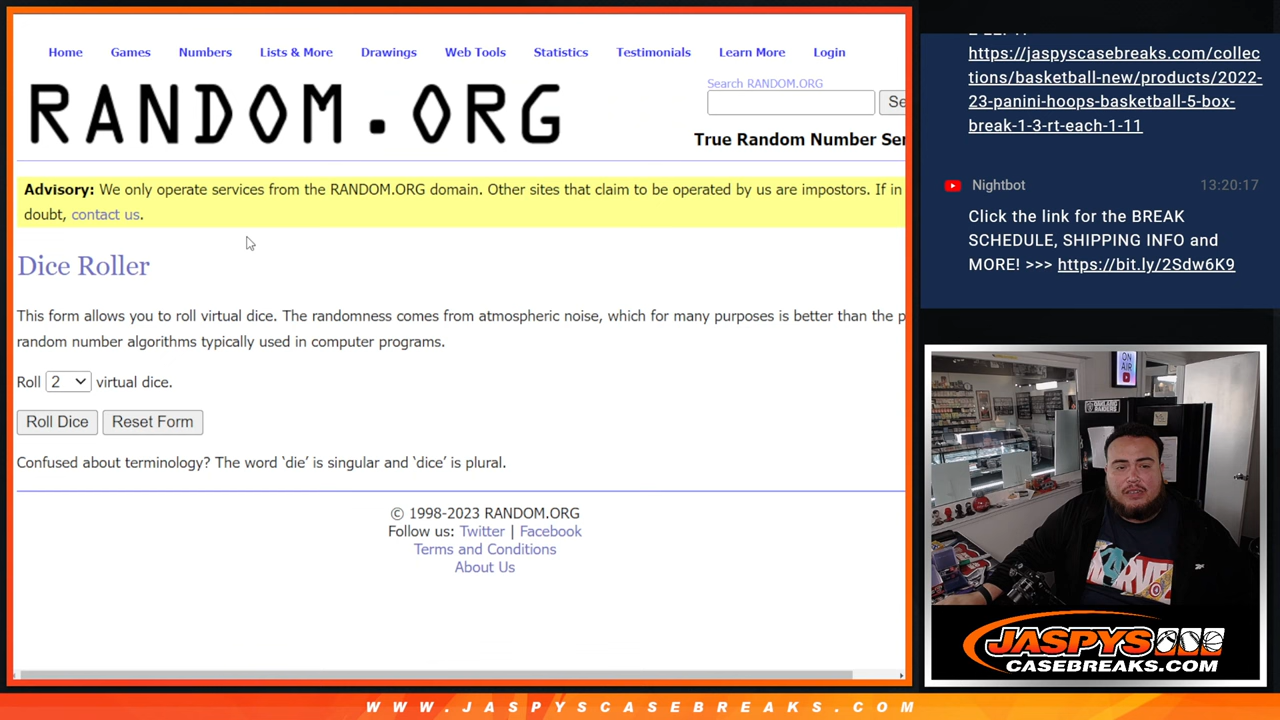 Home Games Numbers Lists & More Drawings Web Tools Statistics Testimonials Learn More Login
RANDOM.ORG
Search RANDOM.ORG
Se
True Random Number Ser
Advisory: We only operate services from the RANDOM.ORG domain. Other sites that claim to be operated by us are impostors. If in
doubt, contact us.
Dice Roller
This form allows you to roll virtual dice. The randomness comes from atmospheric noise, which for many purposes is better than the p
random number algorithms typically used in computer programs.
Roll 2 virtual dice.
Roll Dice Reset Form
Confused about terminology? The word ‘die’ is singular and ‘dice’ is plural.
© 1998-2023 RANDOM.ORG
Follow us: Twitter | Facebook
Terms and Conditions
About Us
https://jaspyscasebreaks.com/collec
tions/basketball-new/products/2022-
23-panini-hoops-basketball-5-box-
break-1-3-rt-each-1-11
Nightbot 13:20:17
Click the link for the BREAK
SCHEDULE, SHIPPING INFO and
MORE! >>> https://bit.ly/2Sdw6K9
ON
AIR
MARVEL
JASPYS
CASEBREAKS.COM
WWW.JASPYSCASEBREAKS.COM